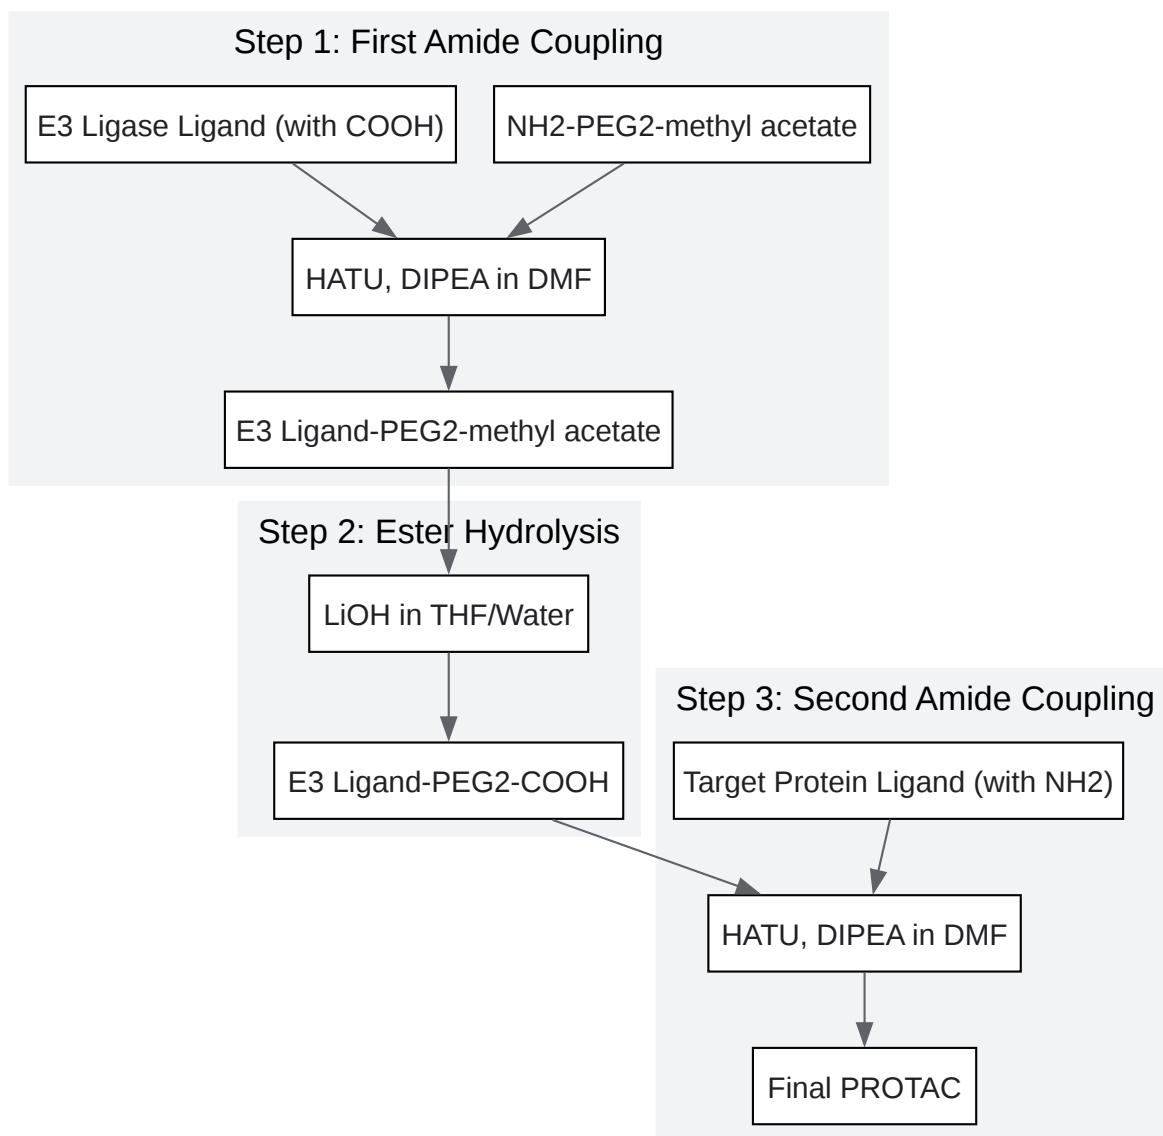 Step 1: First Amide Coupling
E3 Ligase Ligand (with COOH)
NH2-PEG2-methyl acetate
HATU, DIPEA in DMF
E3 Ligand-PEG2-methyl acetate
Step 2: Ester Hydrolysis
LiOH in THF/Water
E3 Ligand-PEG2-COOH
Step 3: Second Amide Coupling
Target Protein Ligand (with NH2)
HATU, DIPEA in DMF
Final PROTAC